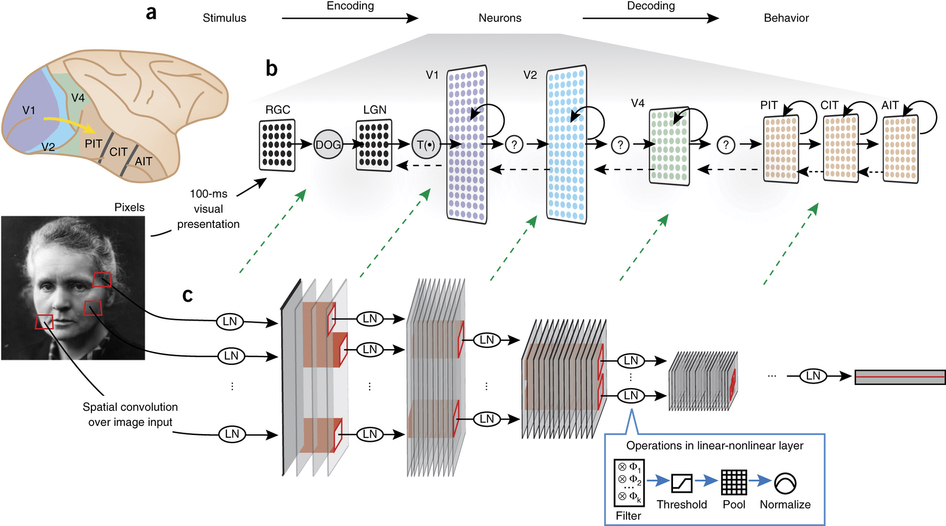 a
Stimulus
Encoding
Neurons
Decoding
Behavior
b
V1
V2
V4
PIT
CIT
AIT
RGC
DOG
LGN
T(•)
V1
?
V2
?
V4
?
PIT
CIT
AIT
100-ms
visual
presentation
Pixels
c
LN
LN
...
LN
Spatial convolution
over image input
LN
LN
...
LN
LN
...
LN
LN
...
LN
...
LN
Operations in linear-nonlinear layer
⊗ Φ1
⊗ Φ2
...
⊗ Φk
Filter
Threshold
Pool
Normalize